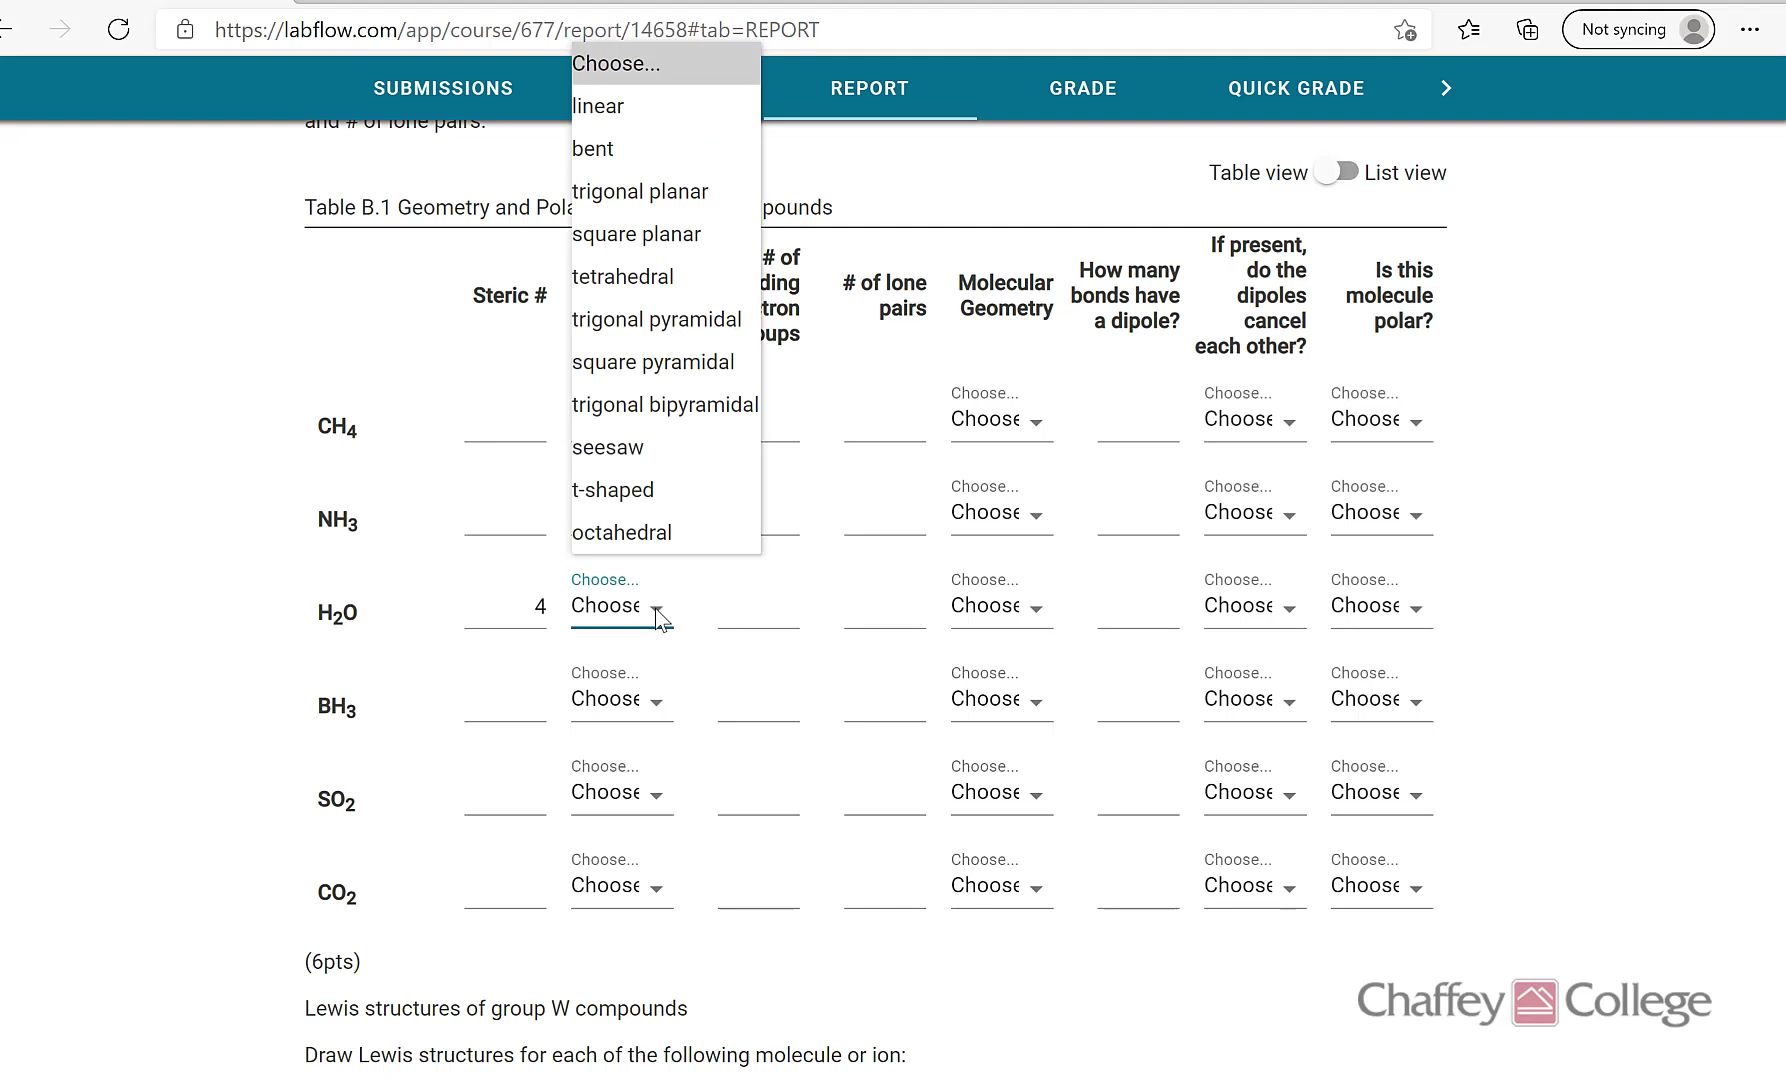 https://labflow.com/app/course/677/report/14658#tab=REPORT
Not syncing
SUBMISSIONS
REPORT
GRADE
QUICK GRADE
and # of lone pairs.
Choose...
linear
bent
trigonal planar
square planar
tetrahedral
trigonal pyramidal
square pyramidal
trigonal bipyramidal
seesaw
t-shaped
octahedral
Table view List view
Table B.1 Geometry and pounds
Steric #
# of
# of lone
pairs
Molecular
Geometry
How many
bonds have
a dipole?
If present,
do the
dipoles
cancel
each other?
Is this
molecule
polar?
Choose... Choose... Choose...
CH4 Choose Choose Choose
Choose... Choose... Choose...
NH3 Choose Choose Choose
Choose... Choose... Choose... Choose...
H2O 4 Choose Choose Choose Choose
Choose... Choose... Choose... Choose...
BH3 Choose Choose Choose Choose
Choose... Choose... Choose... Choose...
SO2 Choose Choose Choose Choose
Choose... Choose... Choose... Choose...
CO2 Choose Choose Choose Choose
(6pts)
Lewis structures of group W compounds
Draw Lewis structures for each of the following molecule or ion:
Chaffey College